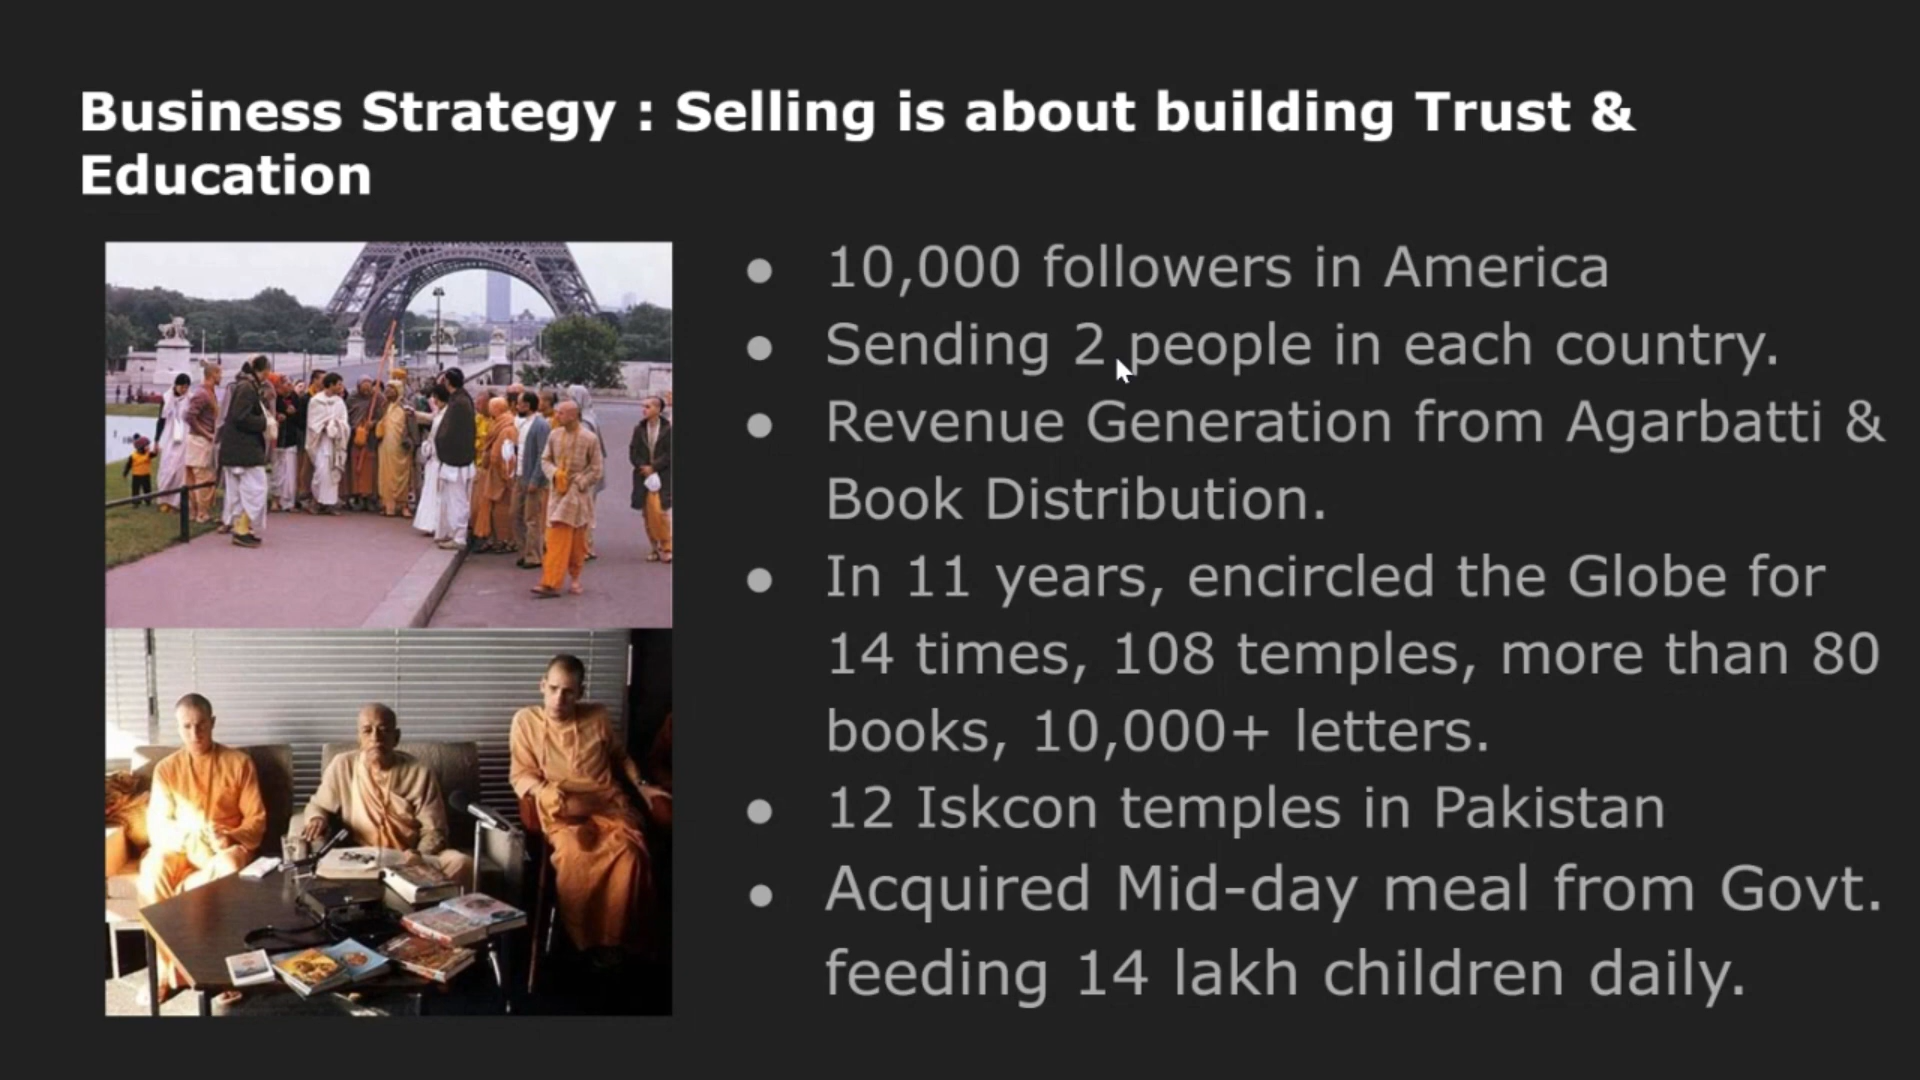 Business Strategy : Selling is about building Trust &
Education
● 10,000 followers in America
● Sending 2 people in each country.
● Revenue Generation from Agarbatti &
Book Distribution.
● In 11 years, encircled the Globe for
14 times, 108 temples, more than 80
books, 10,000+ letters.
● 12 Iskcon temples in Pakistan
● Acquired Mid-day meal from Govt.
feeding 14 lakh children daily.